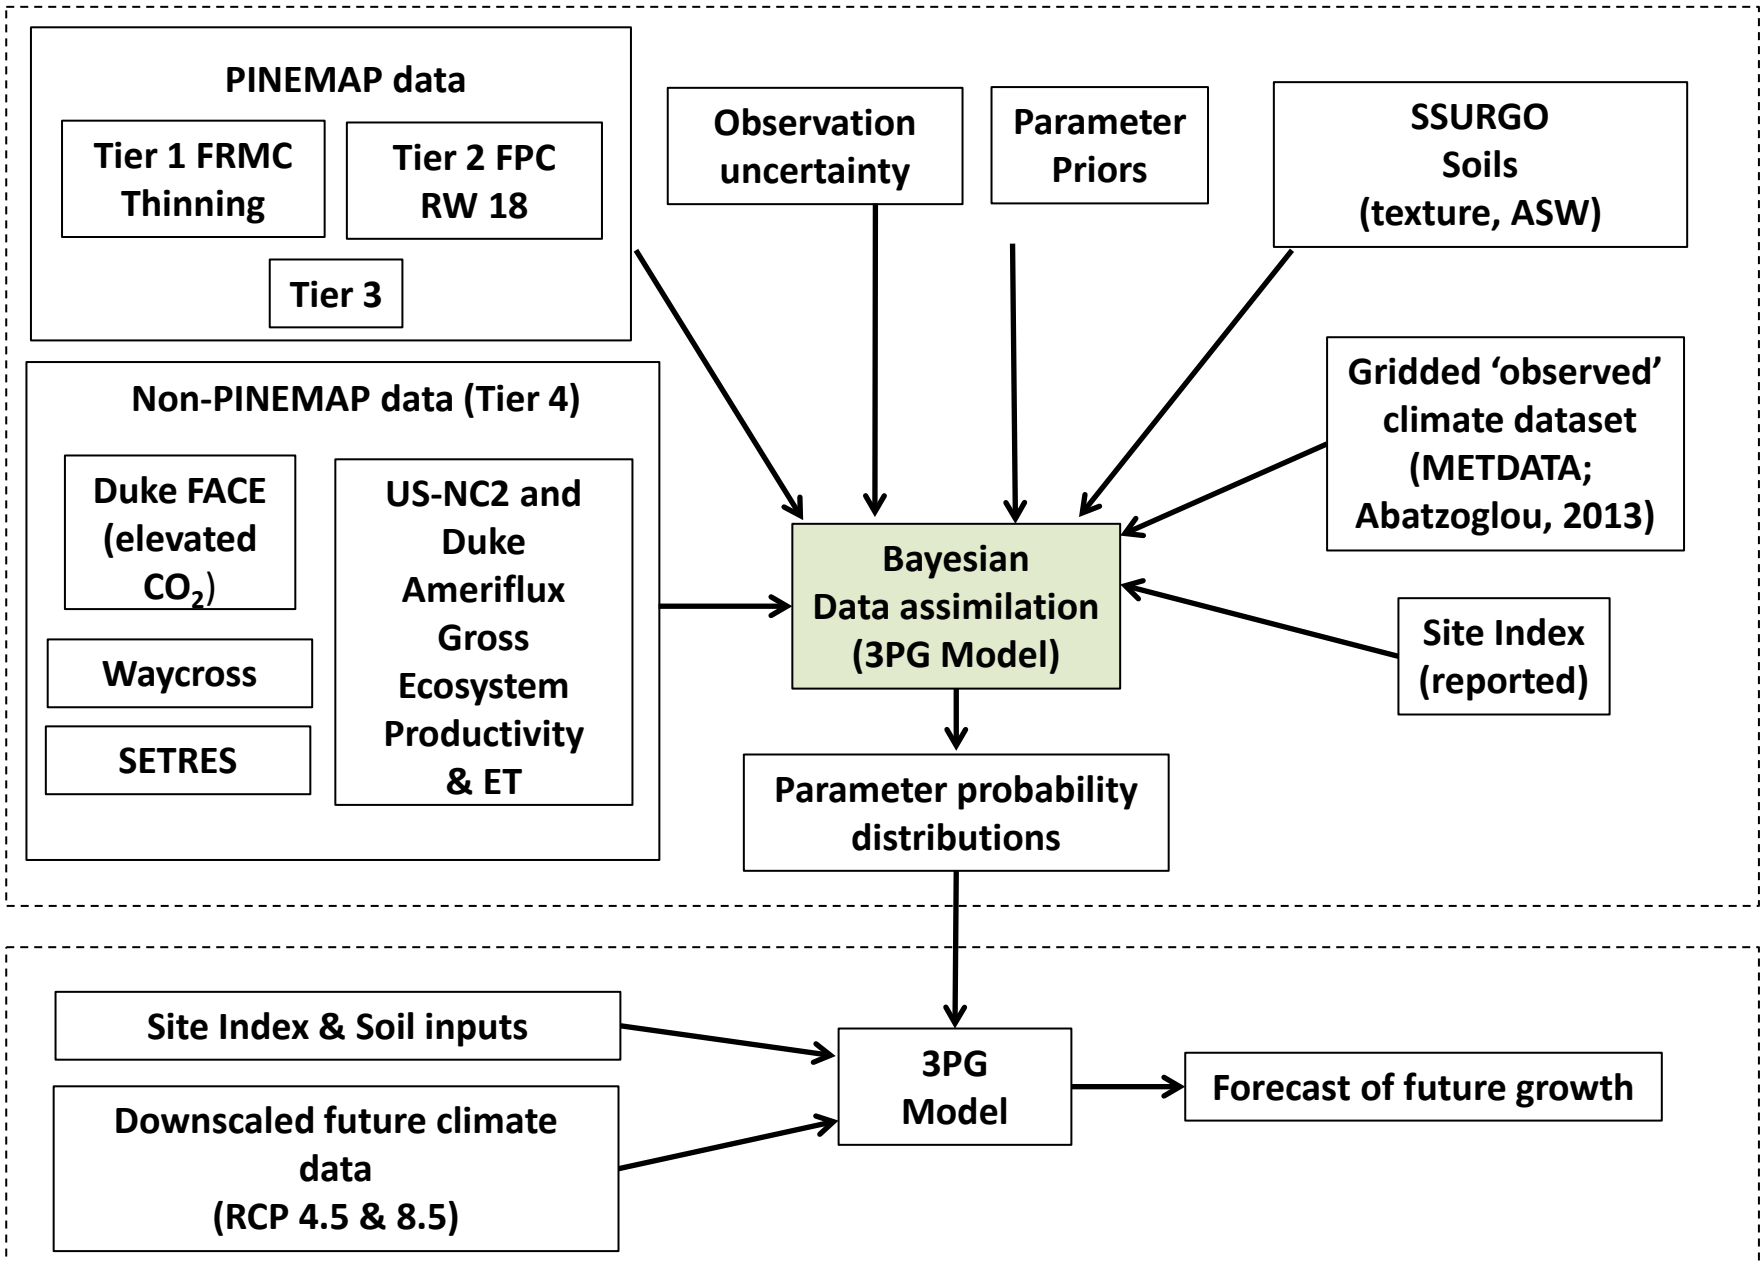 PINEMAP data
Tier 1 FRMC
Thinning
Tier 2 FPC
RW 18
Tier 3
Observation
uncertainty
Parameter
Priors
SSURGO
Soils
(texture, ASW)
Non-PINEMAP data (Tier 4)
Duke FACE
(elevated
CO₂)
Waycross
SETRES
US-NC2 and
Duke
Ameriflux
Gross
Ecosystem
Productivity
& ET
Gridded ‘observed’
climate dataset
(METDATA;
Abatzoglou, 2013)
Bayesian
Data assimilation
(3PG Model)
Site Index
(reported)
Parameter probability
distributions
Site Index & Soil inputs
Downscaled future climate
data
(RCP 4.5 & 8.5)
3PG
Model
Forecast of future growth